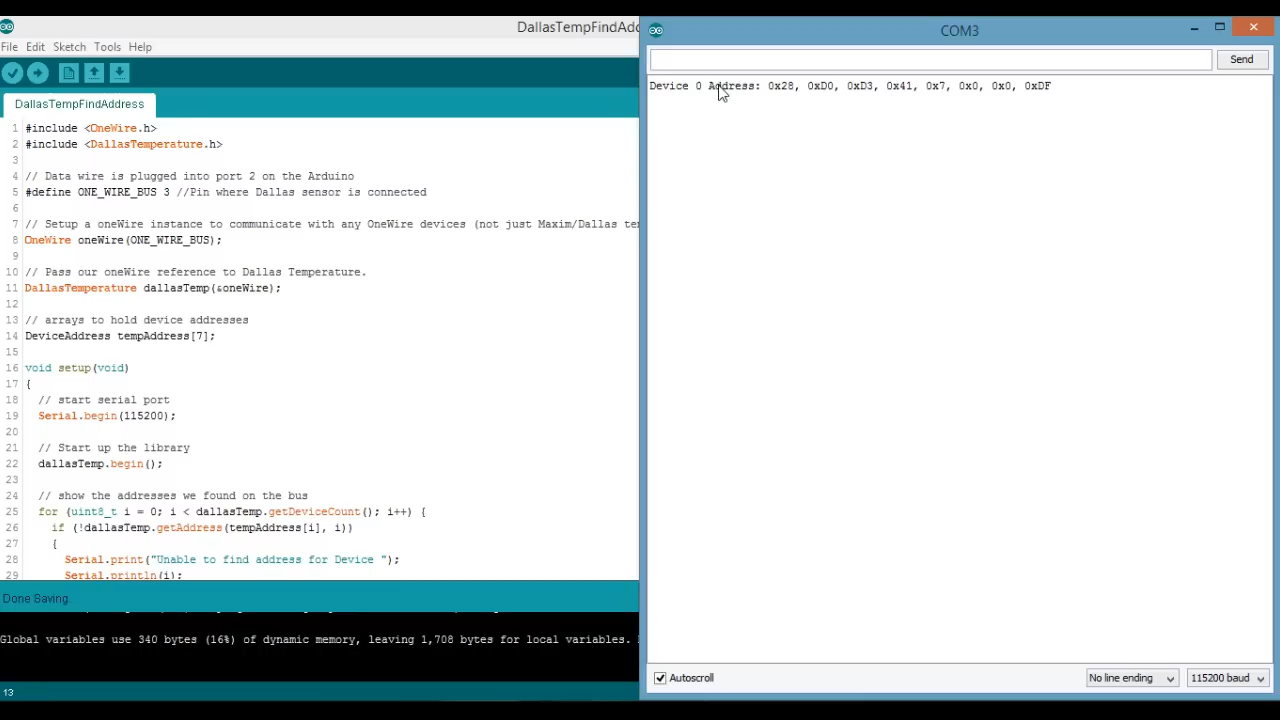 DallasTempFindAdd
File Edit Sketch Tools Help
DallasTempFindAddress
1 #include <OneWire.h>
2 #include <DallasTemperature.h>
3
4 // Data wire is plugged into port 2 on the Arduino
5 #define ONE_WIRE_BUS 3 //Pin where Dallas sensor is connected
6
7 // Setup a oneWire instance to communicate with any OneWire devices (not just Maxim/Dallas te
8 OneWire oneWire(ONE_WIRE_BUS);
9
10 // Pass our oneWire reference to Dallas Temperature.
11 DallasTemperature dallasTemp(&oneWire);
12
13 // arrays to hold device addresses
14 DeviceAddress tempAddress[7];
15
16 void setup(void)
17 {
18 // start serial port
19 Serial.begin(115200);
20
21 // Start up the library
22 dallasTemp.begin();
23
24 // show the addresses we found on the bus
25 for (uint8_t i = 0; i < dallasTemp.getDeviceCount(); i++) {
26 if (!dallasTemp.getAddress(tempAddress[i], i))
27 {
28 Serial.print("Unable to find address for Device ");
29 Serial.println(i);
Done Saving.
Global variables use 340 bytes (16%) of dynamic memory, leaving 1,708 bytes for local variables.
13
COM3
Send
Device 0 Address: 0x28, 0xD0, 0xD3, 0x41, 0x7, 0x0, 0x0, 0xDF
Autoscroll
No line ending
115200 baud